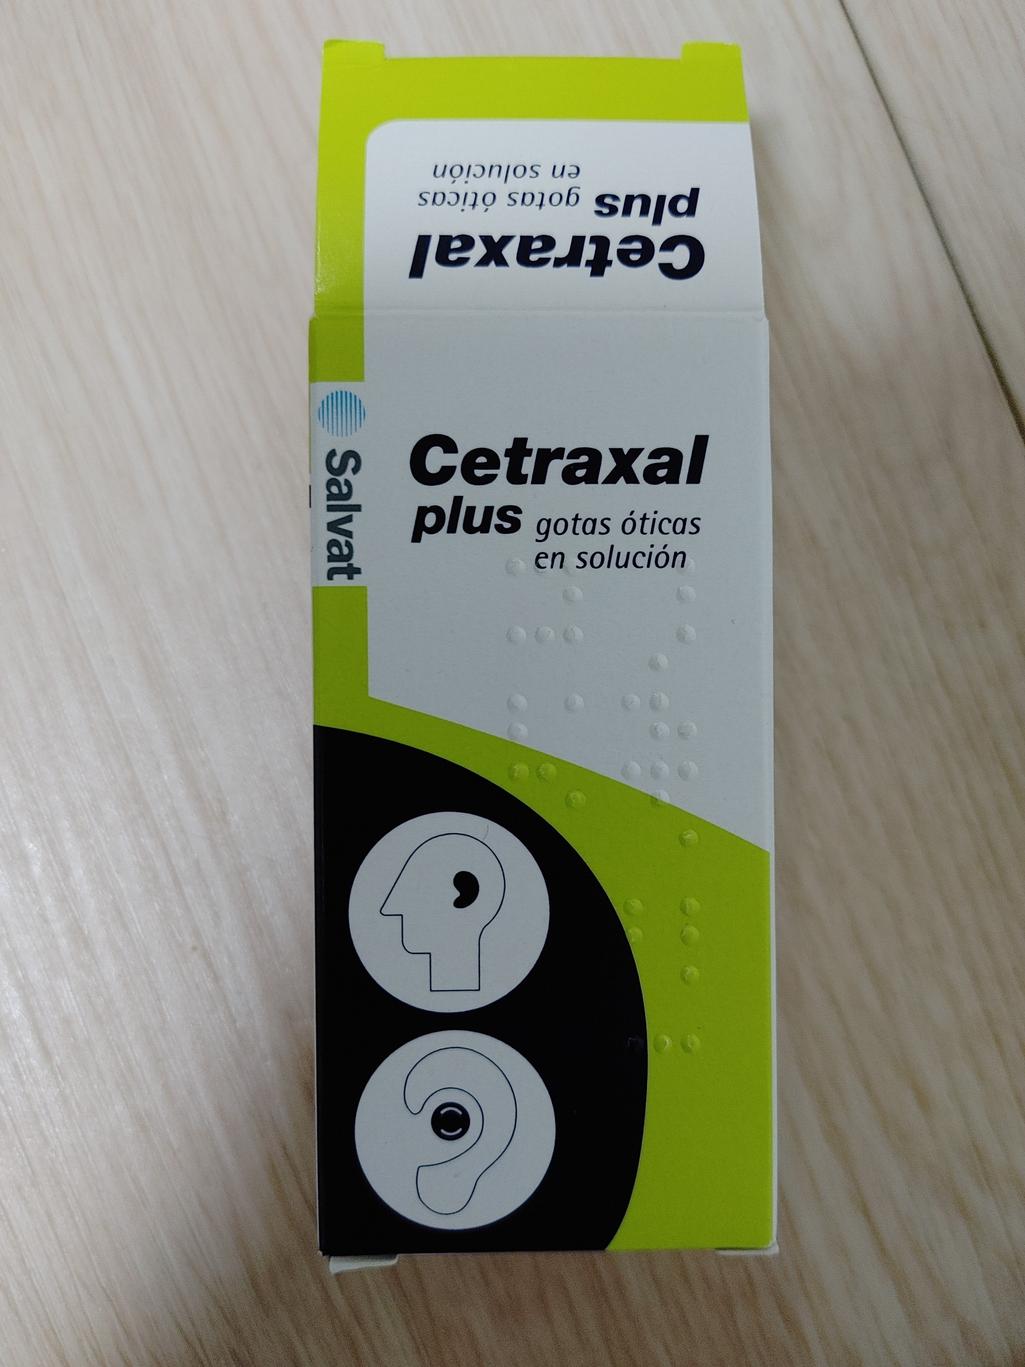 Cetraxal
plus gotas óticas
en solución
Salvat
Cetraxal
plus gotas óticas
en solución